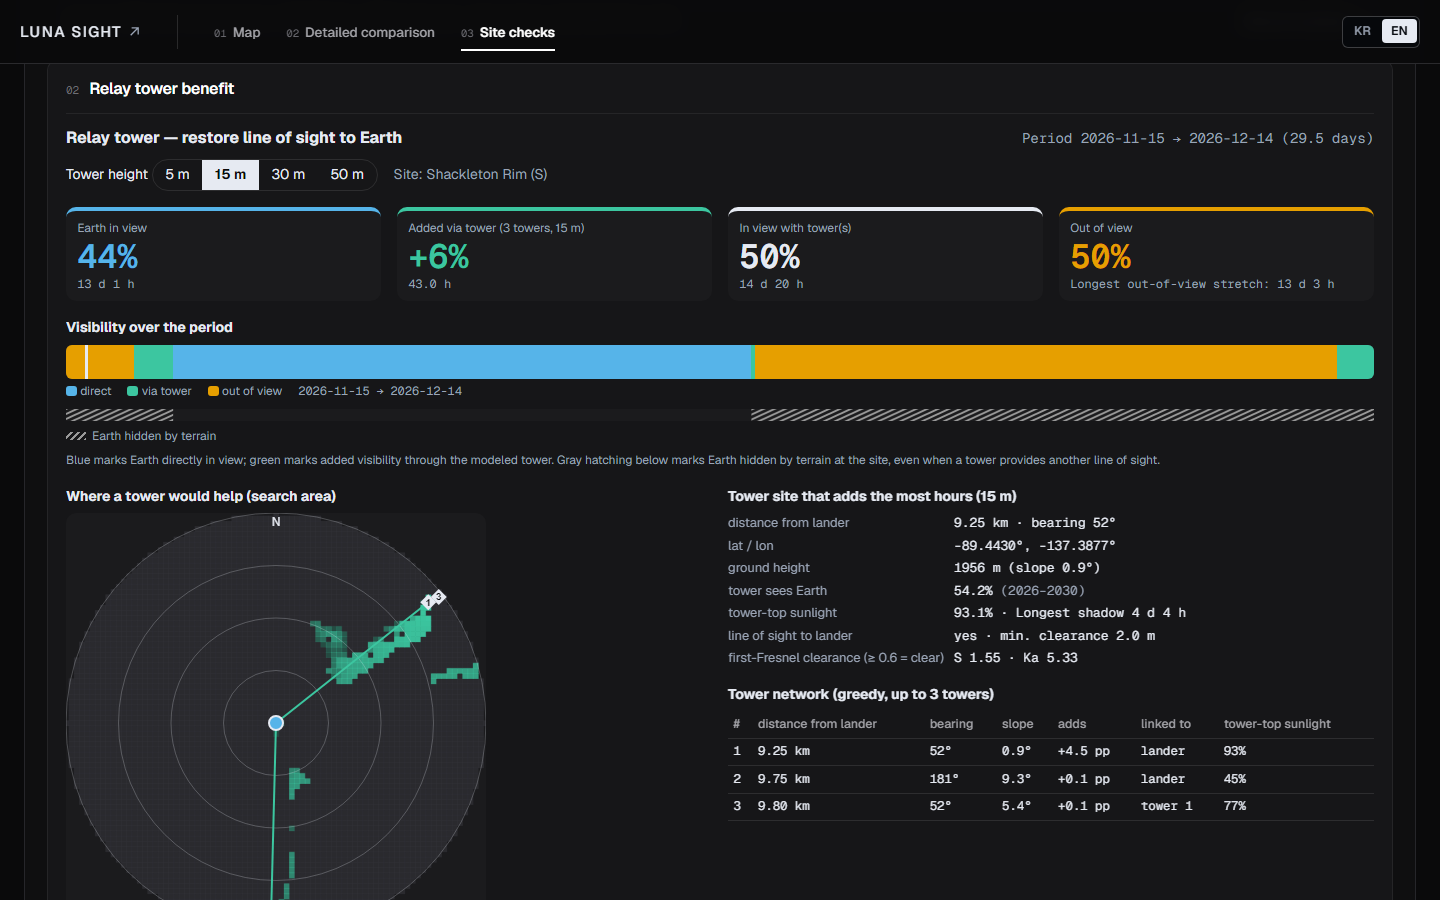 LUNA SIGHT ↗ 01 Map 02 Detailed comparison 03 Site checks KR EN
02 Relay tower benefit
Relay tower — restore line of sight to Earth Period 2026-11-15 → 2026-12-14 (29.5 days)
Tower height 5 m 15 m 30 m 50 m Site: Shackleton Rim (S)
Earth in view Added via tower (3 towers, 15 m) In view with tower(s) Out of view
44% +6% 50% 50%
13 d 1 h 43.0 h 14 d 20 h Longest out-of-view stretch: 13 d 3 h
Visibility over the period
direct via tower out of view 2026-11-15 → 2026-12-14
Earth hidden by terrain
Blue marks Earth directly in view; green marks added visibility through the modeled tower. Gray hatching below marks Earth hidden by terrain at the site, even when a tower provides another line of sight.
Where a tower would help (search area)
N
1 3
Tower site that adds the most hours (15 m)
distance from lander 9.25 km · bearing 52°
lat / lon -89.4430°, -137.3877°
ground height 1956 m (slope 0.9°)
tower sees Earth 54.2% (2026–2030)
tower-top sunlight 93.1% · Longest shadow 4 d 4 h
line of sight to lander yes · min. clearance 2.0 m
first-Fresnel clearance (≥ 0.6 = clear) S 1.55 · Ka 5.33
Tower network (greedy, up to 3 towers)
# distance from lander bearing slope adds linked to tower-top sunlight
1 9.25 km 52° 0.9° +4.5 pp lander 93%
2 9.75 km 181° 9.3° +0.1 pp lander 45%
3 9.80 km 52° 5.4° +0.1 pp tower 1 77%